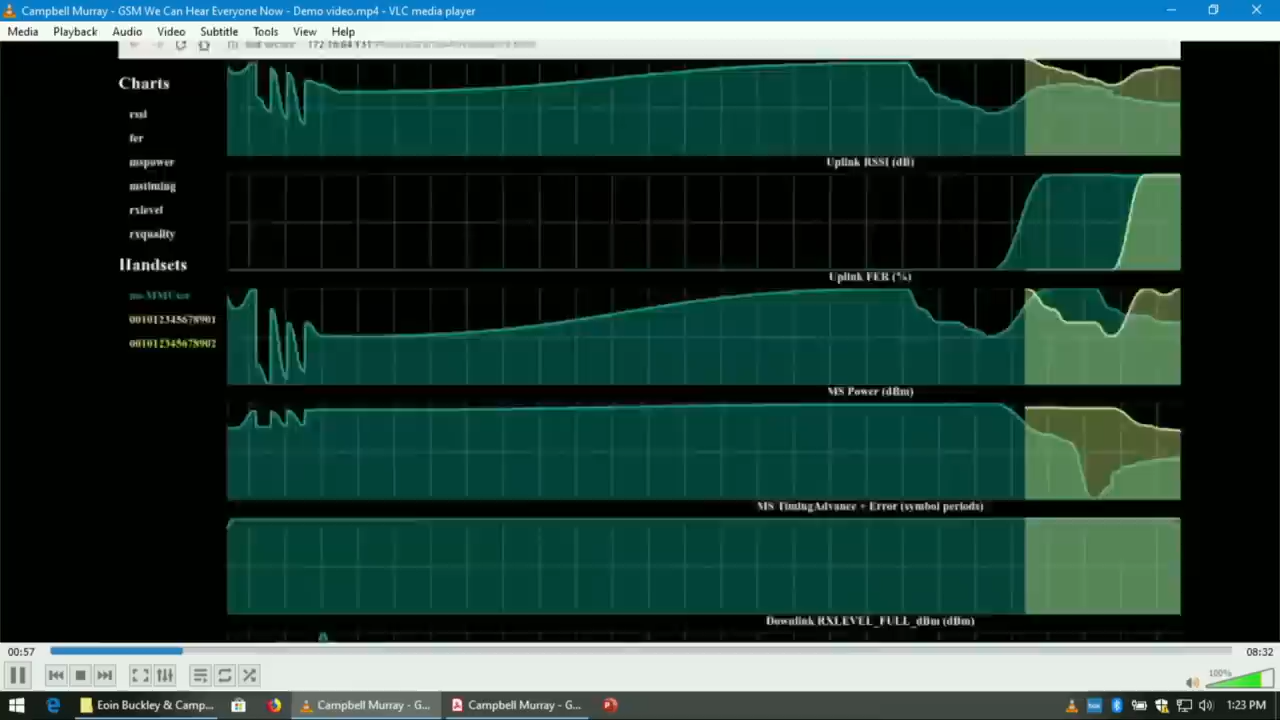 Campbell Murray - GSM We Can Hear Everyone Now - Demo video.mp4 - VLC media player
Media Playback Audio Video Subtitle Tools View Help
Charts
rssi
fer
mspower
mstiming
rxlevel
rxquality
Handsets
001012345678901
001012345678902
Uplink RSSI (dB)
Uplink FER (%)
MS Power (dBm)
MS TimingAdvance + Error (symbol periods)
Downlink RXLEVEL_FULL_dBm (dBm)
00:57
08:32
100%
Eoin Buckley & Camp...
Campbell Murray - G...
Campbell Murray - G...
1:23 PM